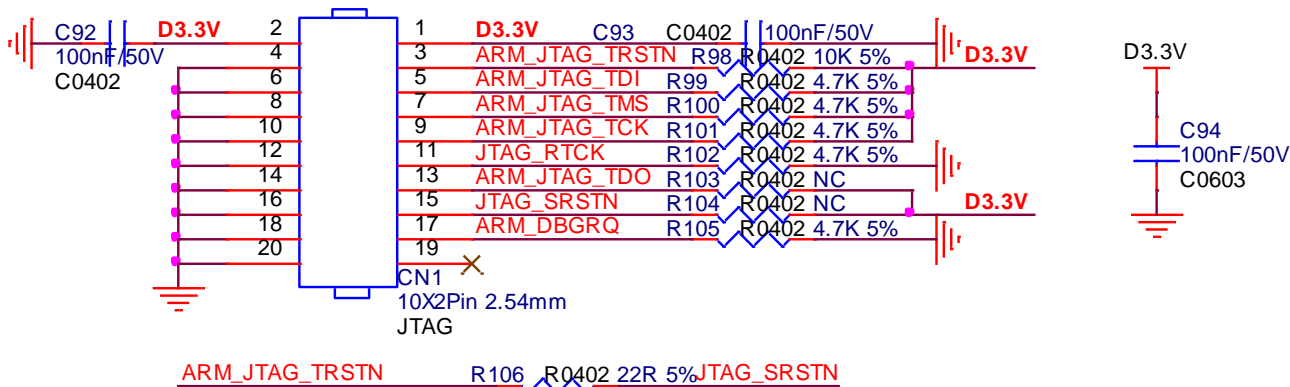 C92 D3.3V 2 1 D3.3V C93 C0402 100nF/50V
100nF/50V 4 3 ARM_JTAG_TRSTN R98 R0402 10K 5% D3.3V D3.3V
C0402 6 5 ARM_JTAG_TDI R99 R0402 4.7K 5%
8 7 ARM_JTAG_TMS R100 R0402 4.7K 5%
10 9 ARM_JTAG_TCK R101 R0402 4.7K 5% C94
12 11 JTAG_RTCK R102 R0402 4.7K 5% 100nF/50V
14 13 ARM_JTAG_TDO R103 R0402 NC C0603
16 15 JTAG_SRSTN R104 R0402 NC D3.3V
18 17 ARM_DBGRQ R105 R0402 4.7K 5%
20 19
CN1
10X2Pin 2.54mm
JTAG
ARM_JTAG_TRSTN R106 R0402 22R 5% JTAG_SRSTN